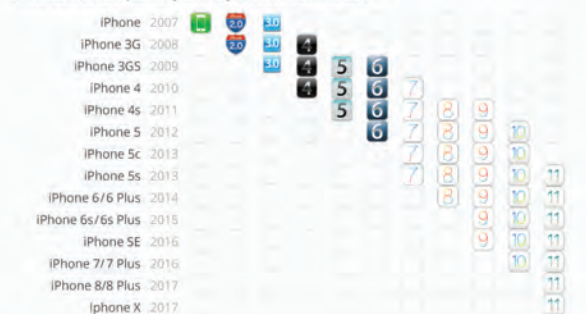 iPhone 2007 2.0 3.0
iPhone 3G 2008 2.0 3.0 4
iPhone 3GS 2009 3.0 4 5 6
iPhone 4 2010 4 5 6 7
iPhone 4s 2011 5 6 7 8 9
iPhone 5 2012 6 7 8 9 10
iPhone 5c 2013 7 8 9 10
iPhone 5s 2013 7 8 9 10 11
iPhone 6/6 Plus 2014 8 9 10 11
iPhone 6s/6s Plus 2015 9 10 11
iPhone SE 2016 9 10 11
iPhone 7/7 Plus 2016 10 11
iPhone 8/8 Plus 2017 11
Iphone X 2017 11